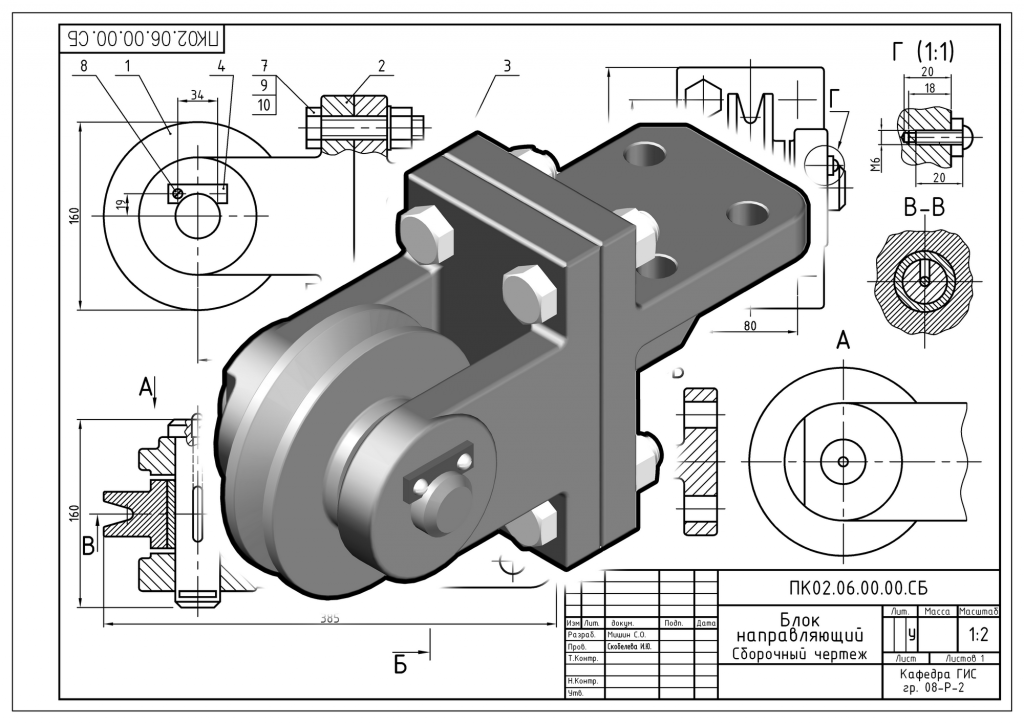 ПК02.06.00.00.СБ
8
1
4
7
9
10
2
3
34
19
160
Г
Г (1:1)
20
18
М6
20
В-В
80
А
А
160
В
385
Б
ПК02.06.00.00.СБ
Блок
направляющий
Сборочный чертеж
Лит. Масса Масштаб
у 1:2
Лист Листов 1
Кафедра ГИС
гр. 08-Р-2
Изм Лит. докум. Подп. Дата
Разраб. Мишин С.О.
Пров. Скобелева И.Ю.
Т.Контр.
Н.Контр.
Утв.